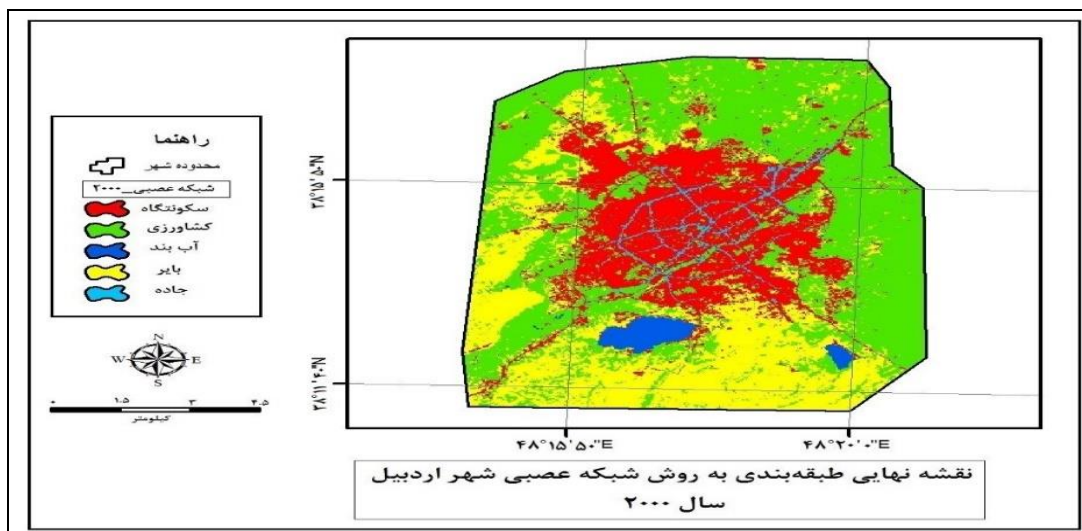 راهنما
محدوده شهر
شبکه عصبی_۲۰۰۰
سکونتگاه
کشاورزی
آب بند
بایر
جاده
N
W
E
S
۰ ۱.۵ ۳ ۴.۵
کیلومتر
۳۸°۱۵'۵۰"N
۳۸°۱۱'۴۰"N
۴۸°۱۵'۵۰"E
۴۸°۲۰'۰"E
نقشه نهایی طبقه‌بندی به روش شبکه عصبی شهر اردبیل
سال ۲۰۰۰